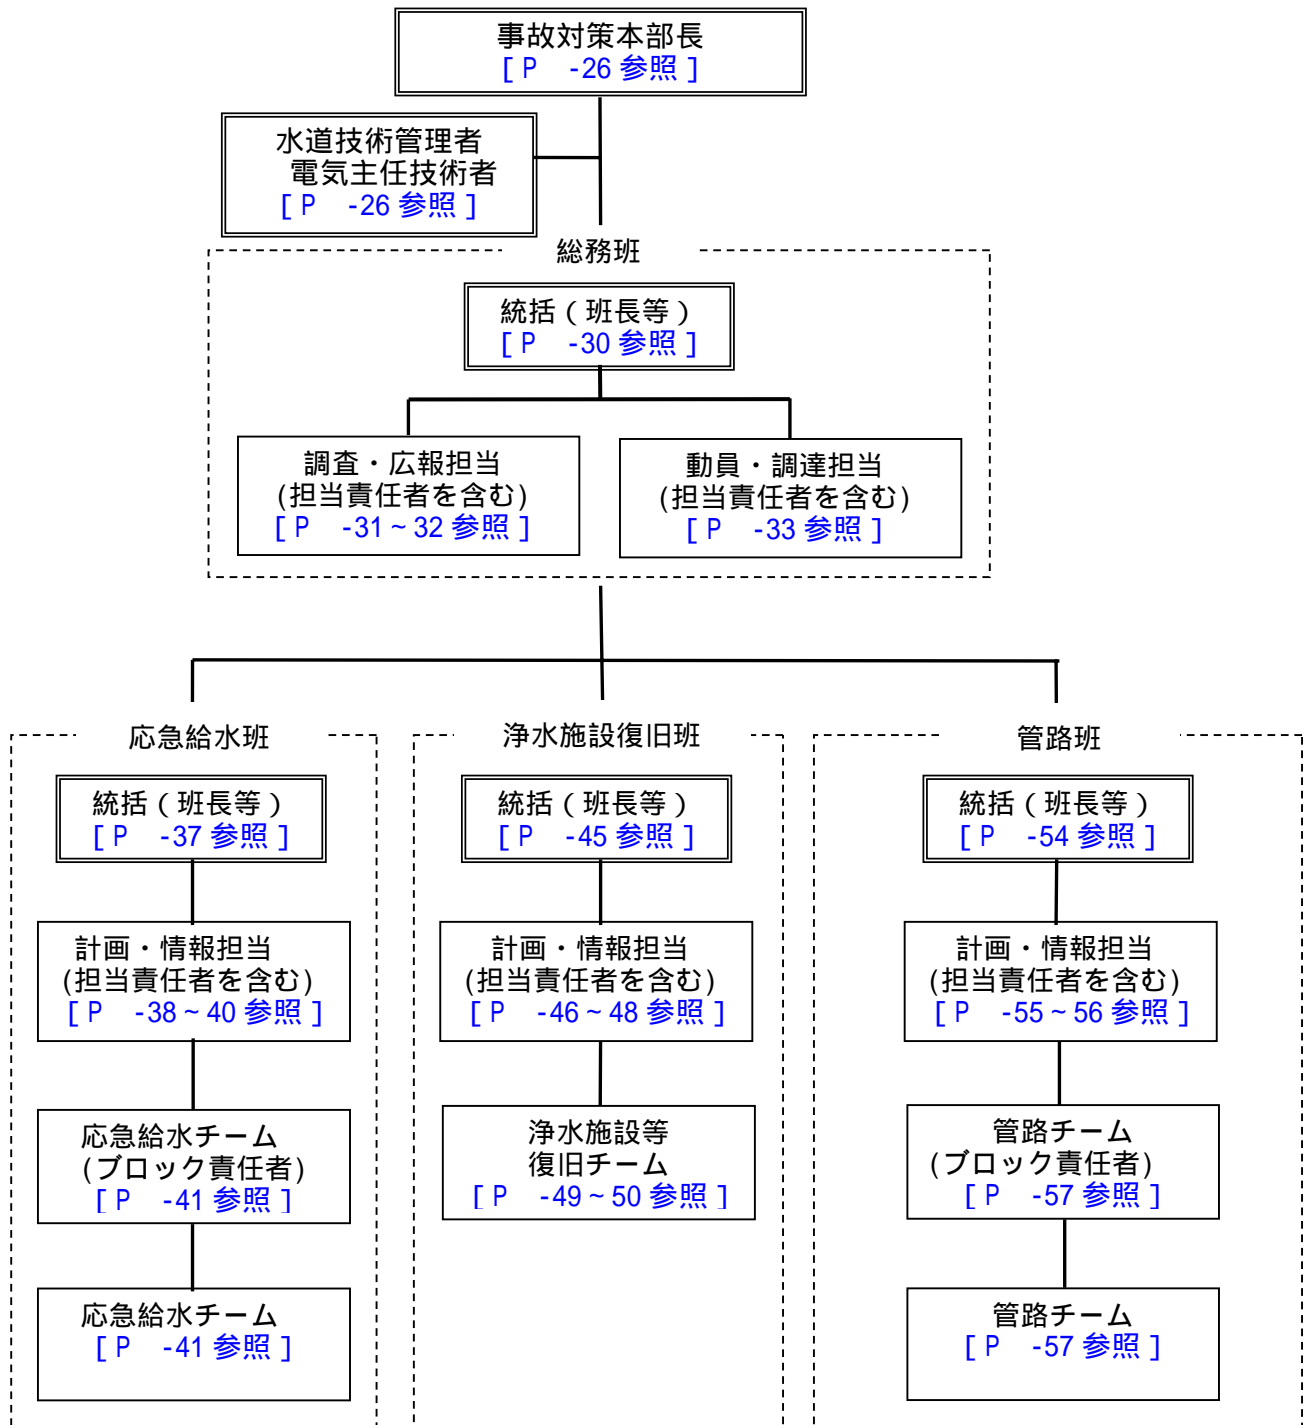 事故対策本部長
[ P -26 参照 ]
水道技術管理者
電気主任技術者
[ P -26 参照 ]
総務班
統括（班長等）
[ P -30 参照 ]
調査・広報担当
(担当責任者を含む)
[ P -31~32 参照 ]
動員・調達担当
(担当責任者を含む)
[ P -33 参照 ]
応急給水班
統括（班長等）
[ P -37 参照 ]
計画・情報担当
(担当責任者を含む)
[ P -38~40 参照 ]
応急給水チーム
(ブロック責任者)
[ P -41 参照 ]
応急給水チーム
[ P -41 参照 ]
浄水施設復旧班
統括（班長等）
[ P -45 参照 ]
計画・情報担当
(担当責任者を含む)
[ P -46~48 参照 ]
浄水施設等
復旧チーム
[ P -49~50 参照 ]
管路班
統括（班長等）
[ P -54 参照 ]
計画・情報担当
(担当責任者を含む)
[ P -55~56 参照 ]
管路チーム
(ブロック責任者)
[ P -57 参照 ]
管路チーム
[ P -57 参照 ]